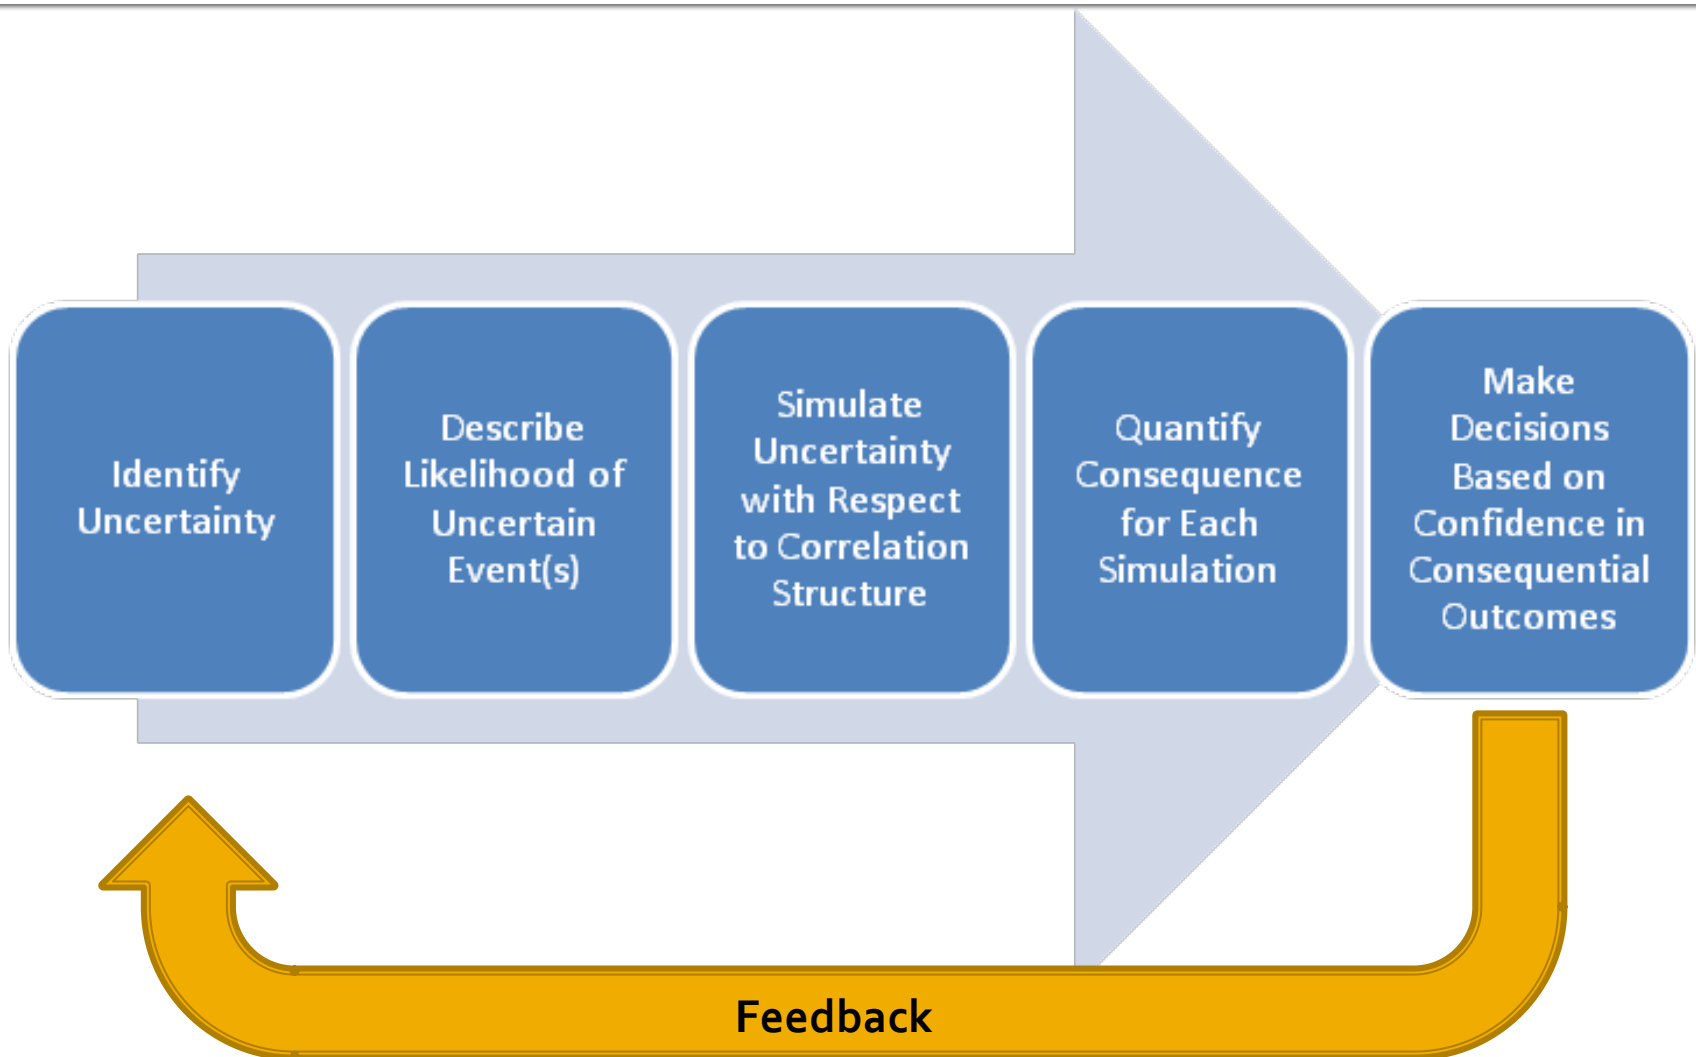 Identify
Uncertainty
Describe
Likelihood of
Uncertain
Event(s)
Simulate
Uncertainty
with Respect
to Correlation
Structure
Quantify
Consequence
for Each
Simulation
Make
Decisions
Based on
Confidence in
Consequential
Outcomes
Feedback